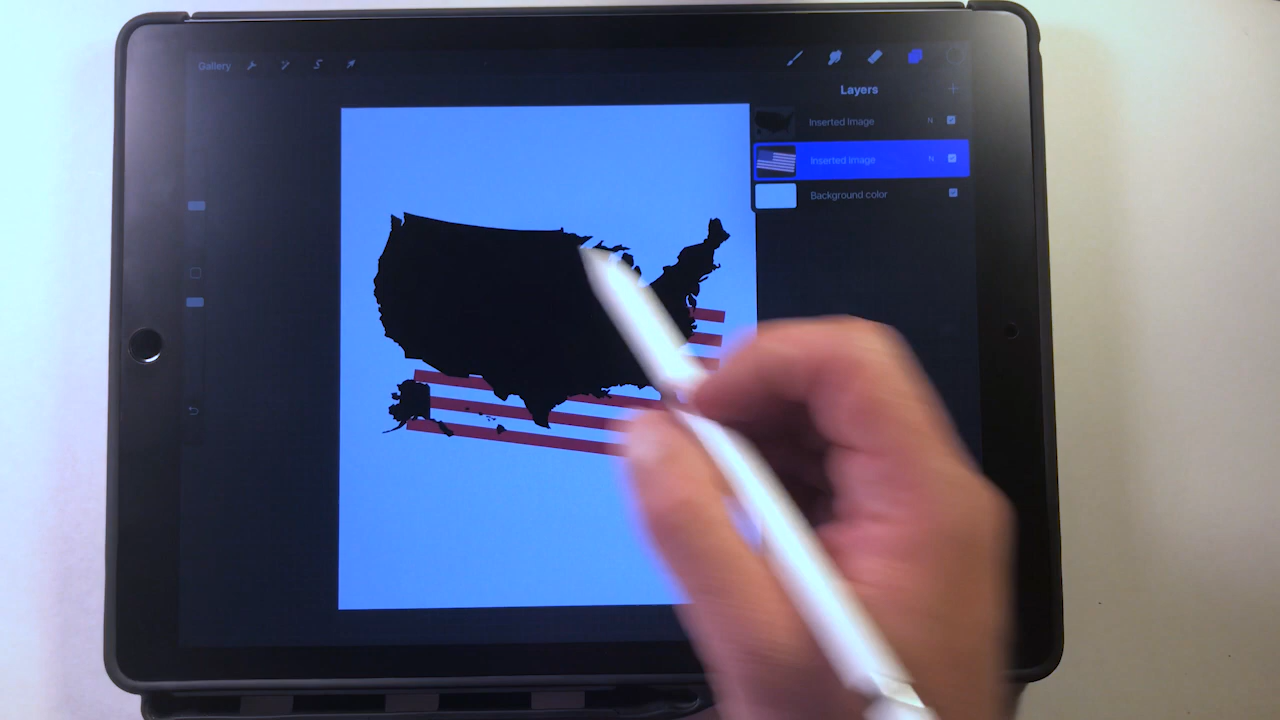 Gallery
Layers
Inserted Image N
Inserted Image N
Background color